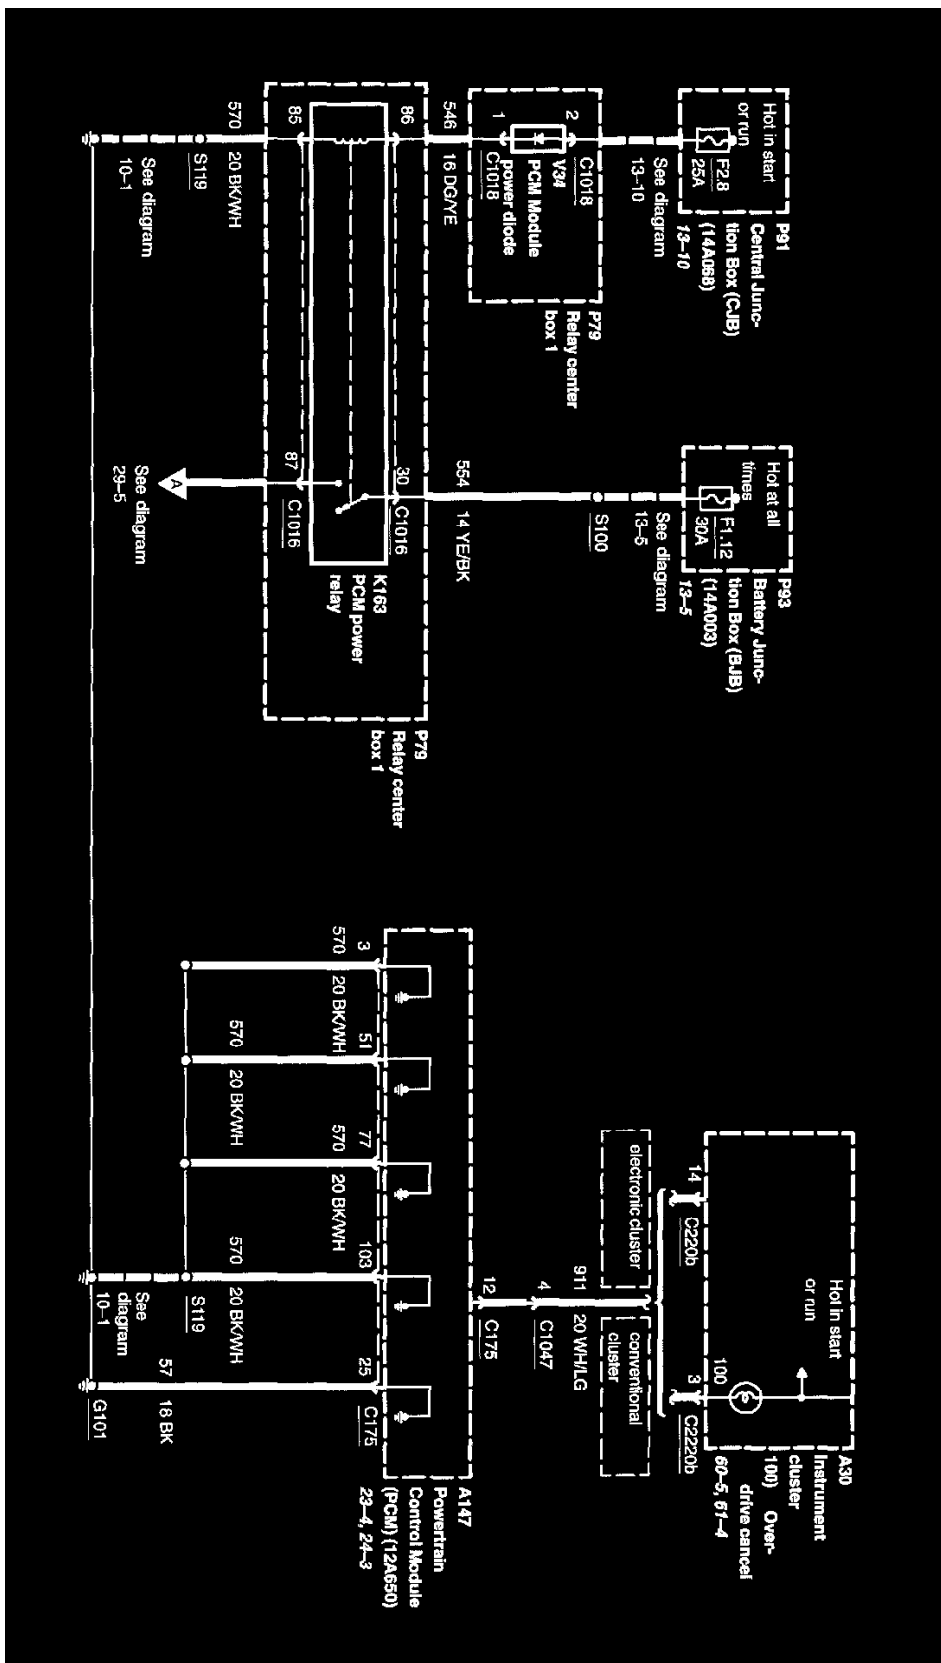 Hot in start
or run
F2.8
25A
P91
Central Junc-
tion Box (CJB)
(14A068)
13–10
See diagram
13–10
2
C1018
V34
PCM Module
power diode
1
C1018
P79
Relay center
box 1
546
16 DG/YE
86
85
570
20 BK/WH
S119
See diagram
10–1
Hot at all
times
F1.12
30A
P93
Battery Junc-
tion Box (BJB)
(14A003)
13–5
See diagram
13–5
S100
554
14 YE/BK
30
C1016
87
C1016
K163
PCM power
relay
P79
Relay center
box 1
A
See diagram
29–5
Hot in start
or run
A30
Instrument
cluster
100) Over-
drive cancel
60–5, 61–4
100
14
C220b
3
C2220b
electronic cluster
conventional
cluster
911
20 WH/LG
4
C1047
12
C175
A147
Powertrain
Control Module
(PCM) (12A650)
23–4, 24–3
3
570
20 BK/WH
51
570
20 BK/WH
77
570
20 BK/WH
103
570
20 BK/WH
25
C175
57
18 BK
S119
See
diagram
10–1
G101